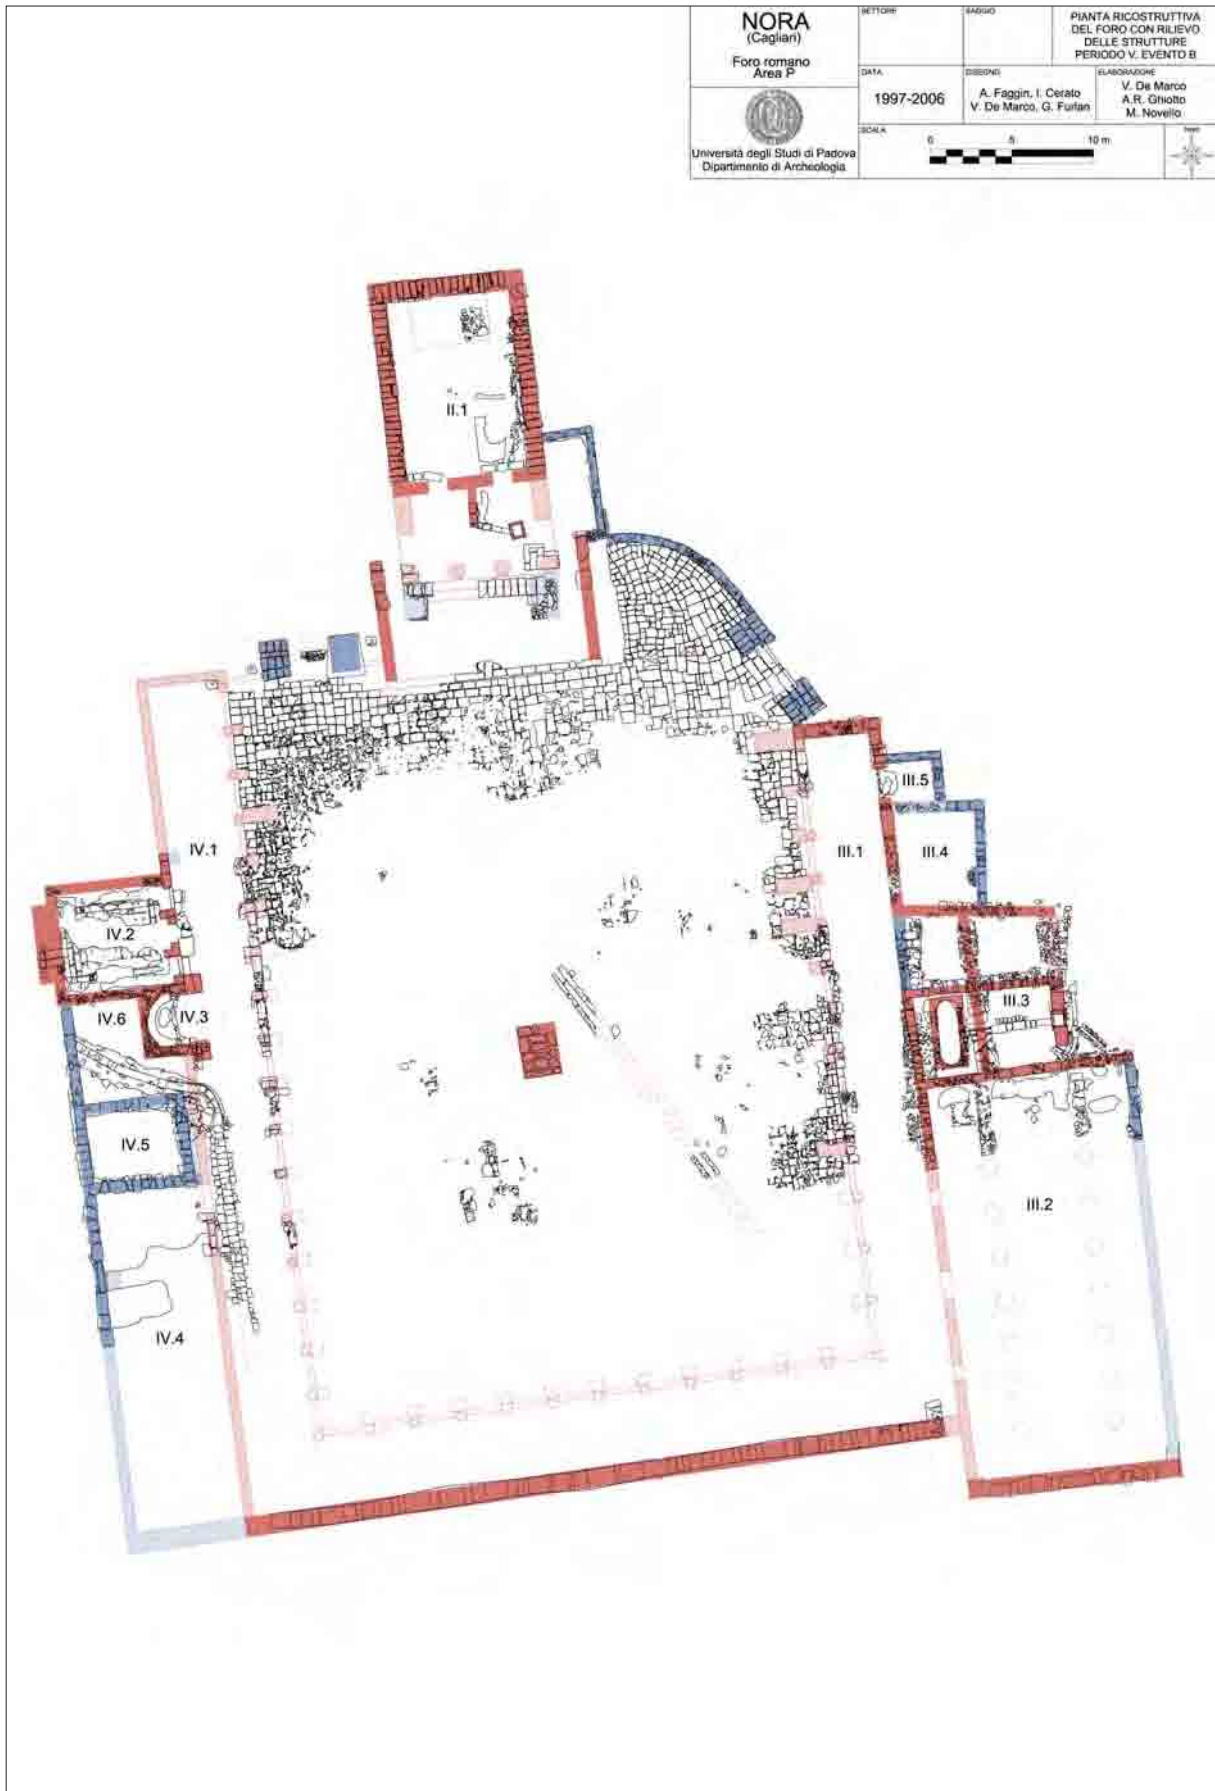 NORA
(Cagliari)
Foro romano
Area P
Università degli Studi di Padova
Dipartimento di Archeologia
SETTORE
SAGGIO
PIANTA RICOSTRUTTIVA
DEL FORO CON RILIEVO
DELLE STRUTTURE
PERIODO V. EVENTO B
DATA
1997-2006
DISEGNO
A. Faggin, I. Cerato
V. De Marco, G. Furlan
ELABORAZIONE
V. De Marco
A.R. Ghiotto
M. Novello
SCALA
0 5 10 m
II.1
III.5
IV.1
III.1
III.4
IV.2
III.3
IV.6
IV.3
IV.5
III.2
IV.4